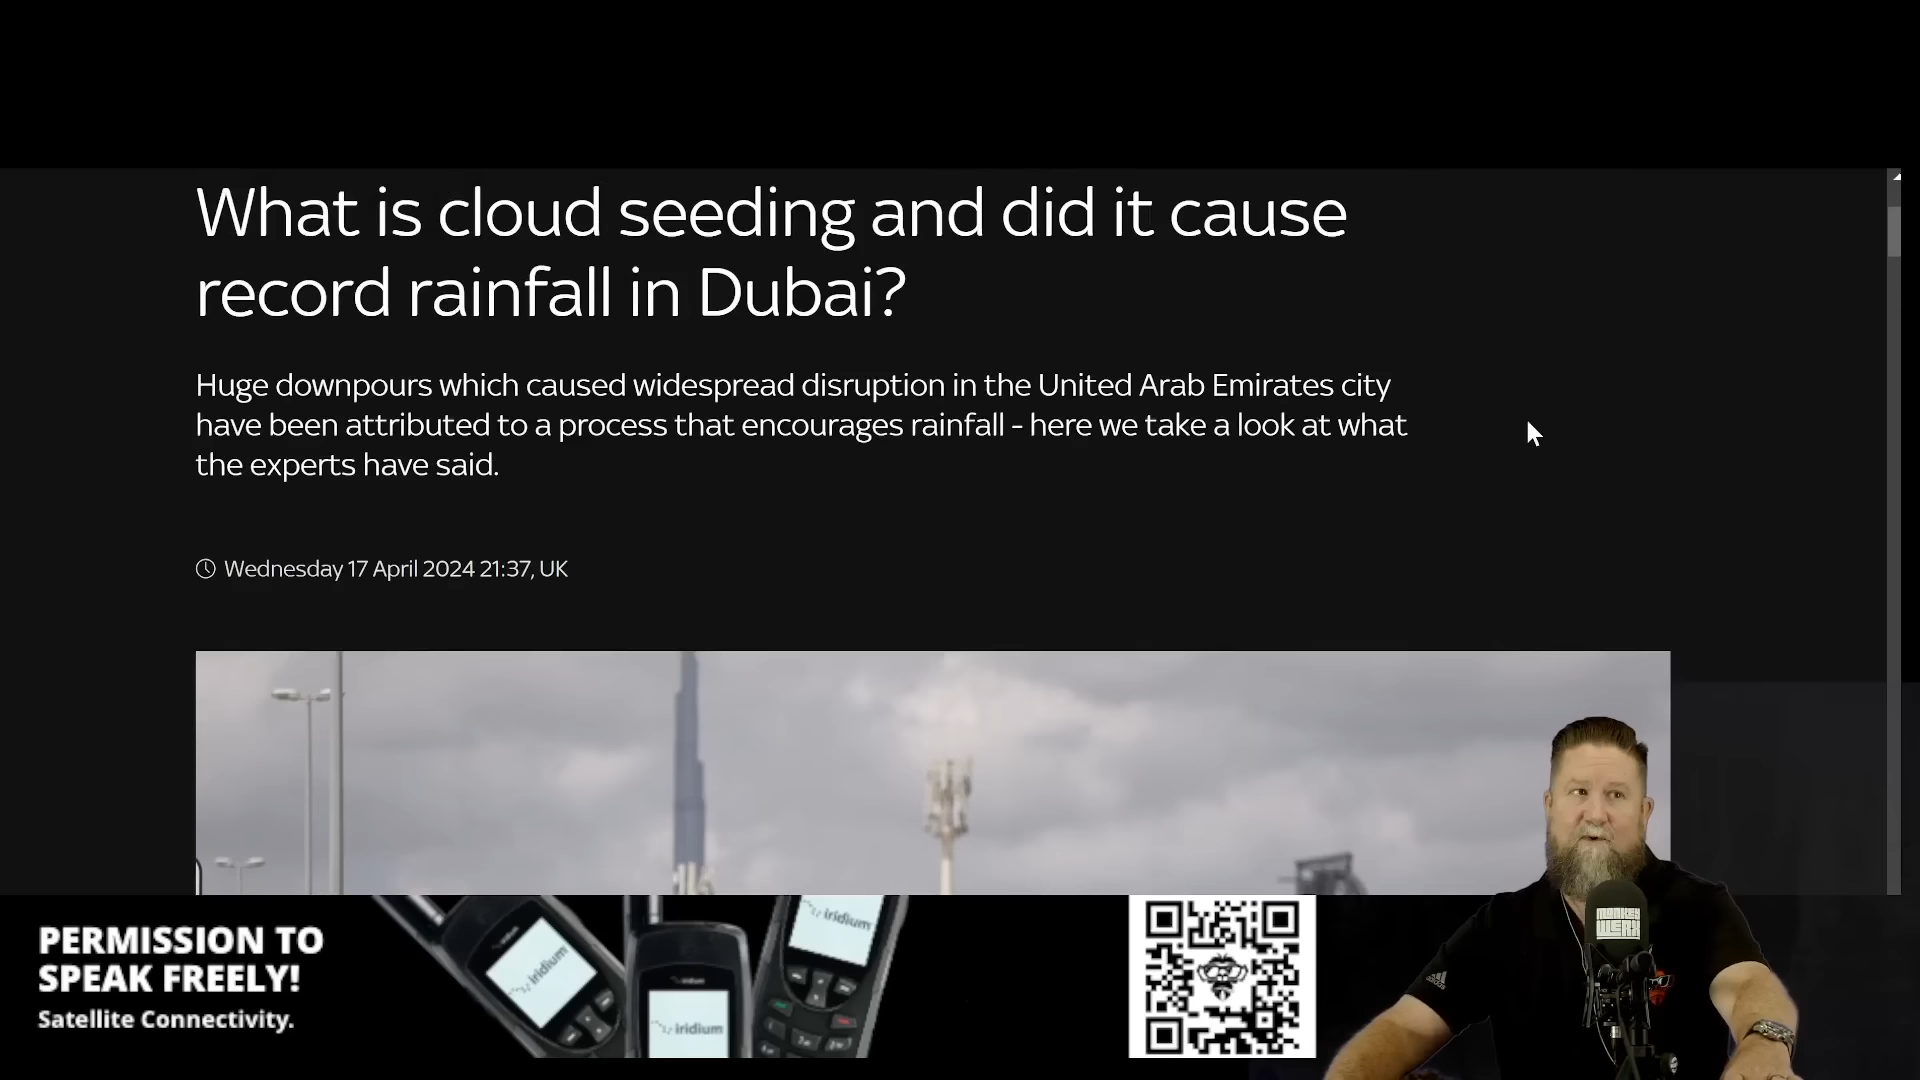 What is cloud seeding and did it cause
record rainfall in Dubai?
Huge downpours which caused widespread disruption in the United Arab Emirates city
have been attributed to a process that encourages rainfall - here we take a look at what
the experts have said.
Wednesday 17 April 2024 21:37, UK
PERMISSION TO
SPEAK FREELY!
Satellite Connectivity.
iridium
iridium
iridium
MONKEY
WERX
adidas